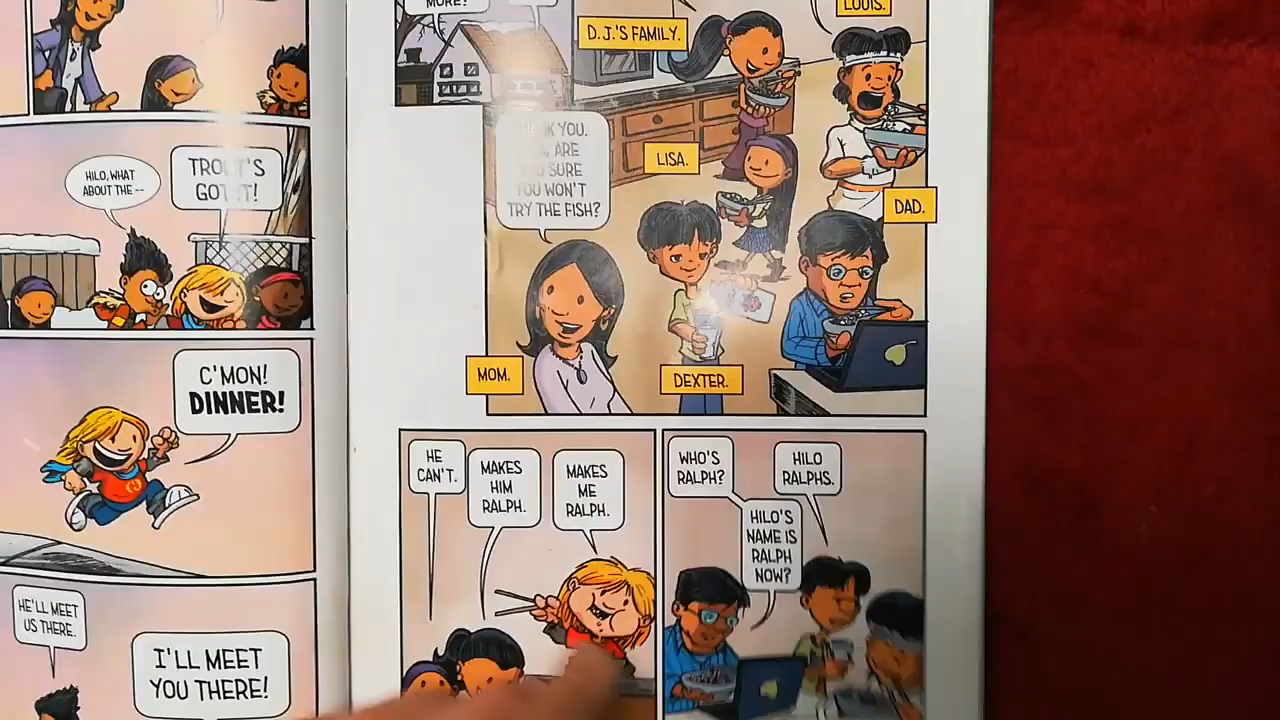 HILO, WHAT
ABOUT THE --
TROUT'S
GOT IT!
C'MON!
DINNER!
HE'LL MEET
US THERE.
I'LL MEET
YOU THERE!
MORE!
D.J.'S FAMILY.
LOUIS.
YOU.
ARE
SURE
YOU WON'T
TRY THE FISH?
LISA.
DAD.
MOM.
DEXTER.
HE
CAN'T.
MAKES
HIM
RALPH.
MAKES
ME
RALPH.
WHO'S
RALPH?
HILO
RALPHS.
HILO'S
NAME IS
RALPH
NOW?